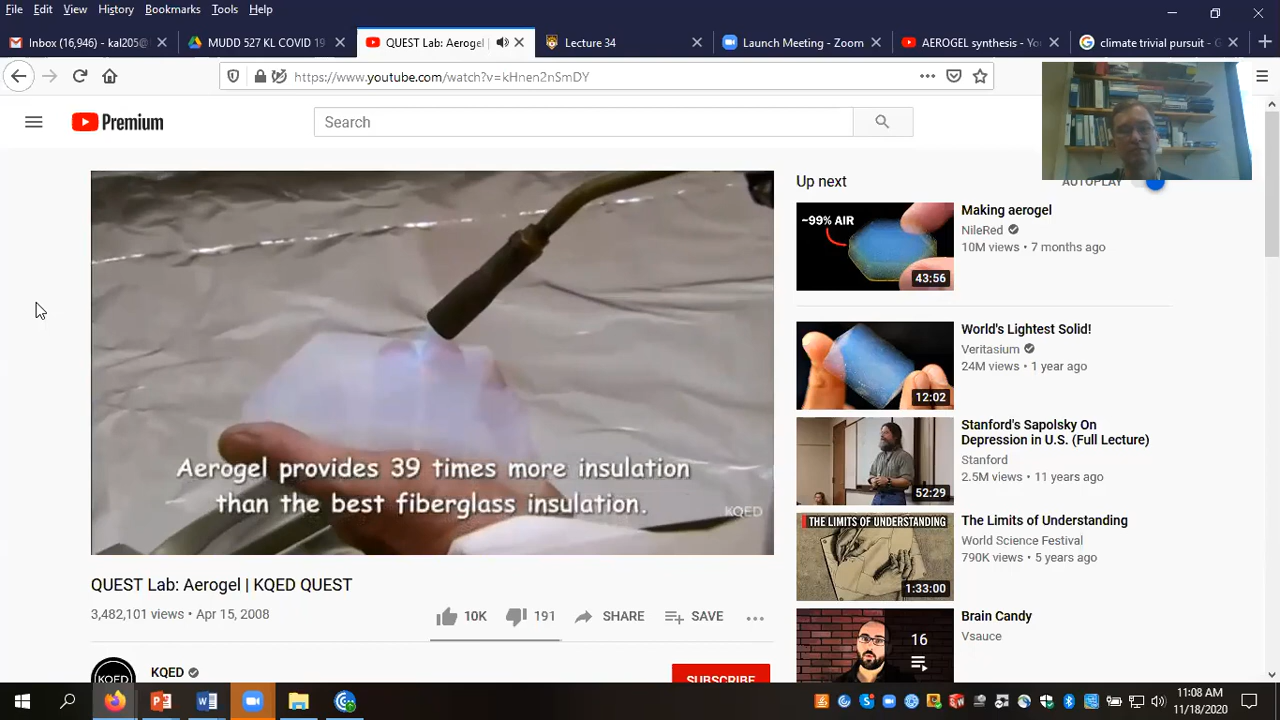 File Edit View History Bookmarks Tools Help
Inbox (16,946) - kal205@
MUDD 527 KL COVID 19
QUEST Lab: Aerogel |
Lecture 34
Launch Meeting - Zoom
AEROGEL synthesis - You
climate trivial pursuit - G
https://www.youtube.com/watch?v=kHnen2nSmDY
Premium
Search
Up next
AUTOPLAY
~99% AIR
43:56
Making aerogel
NileRed
10M views • 7 months ago
12:02
World's Lightest Solid!
Veritasium
24M views • 1 year ago
52:29
Stanford's Sapolsky On
Depression in U.S. (Full Lecture)
Stanford
2.5M views • 11 years ago
THE LIMITS OF UNDERSTANDING
1:33:00
The Limits of Understanding
World Science Festival
790K views • 5 years ago
16
Brain Candy
Vsauce
Aerogel provides 39 times more insulation
than the best fiberglass insulation.
KQED
QUEST Lab: Aerogel | KQED QUEST
3,482,101 views • Apr 15, 2008
10K 191 SHARE SAVE
KQED
KQED
SUBSCRIBE
11:08 AM
11/18/2020